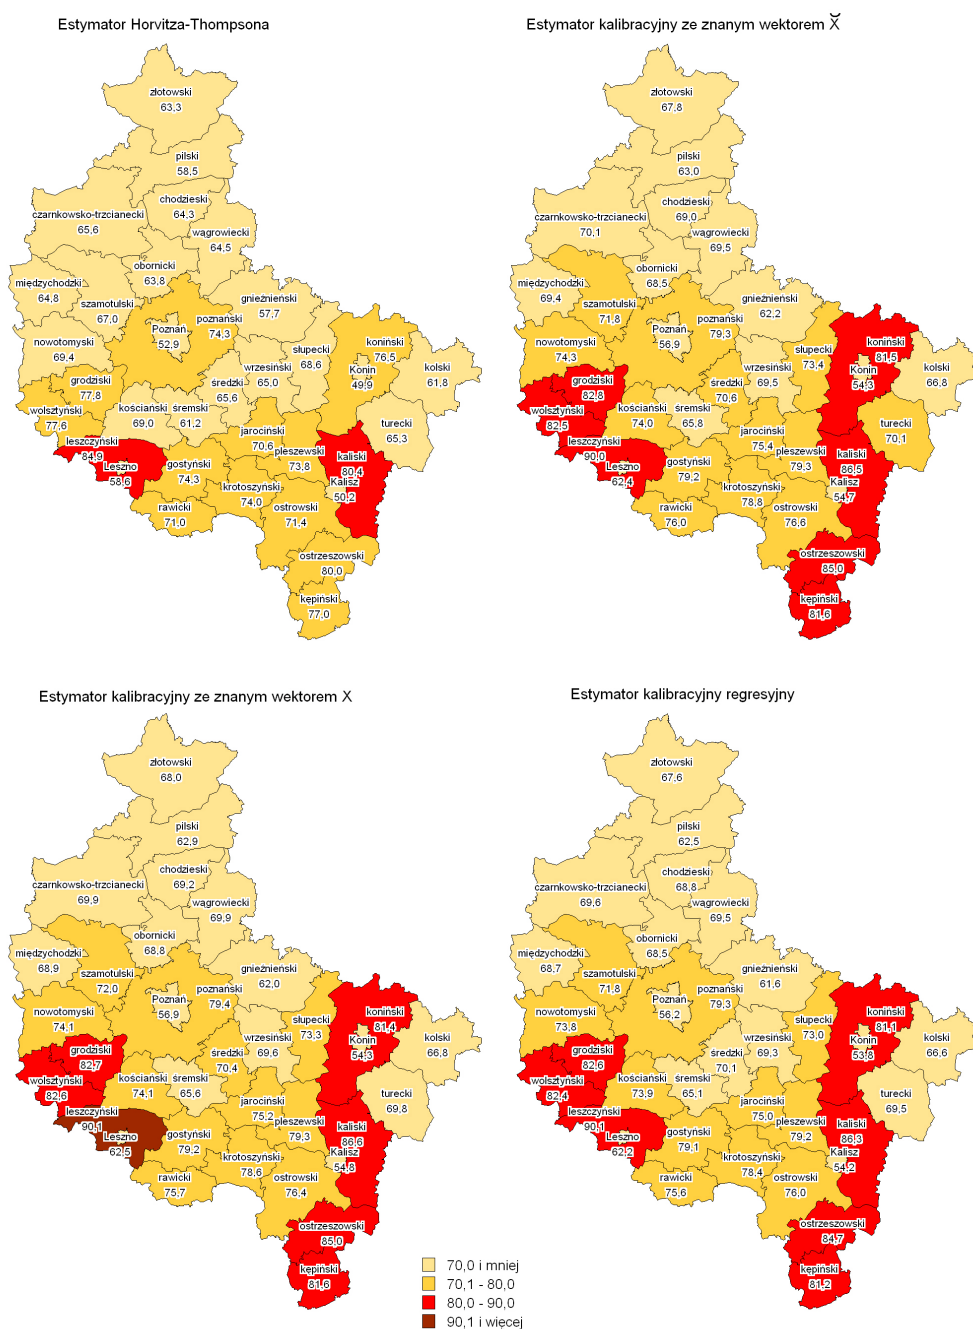 Estymator Horvitza-Thompsona
złotowski
63,3
pilski
58,5
chodzieski
64,3
czarnkowsko-trzcianecki
65,6
wągrowiecki
64,5
obornicki
63,8
międzychodzki
64,8
szamotulski
67,0
gnieźnieński
57,7
poznański
74,3
Poznań
52,9
nowotomyski
69,4
koniński
76,5
słupecki
68,6
wrzesiński
65,0
Konin
49,9
kolski
61,8
grodziski
77,8
średzki
65,6
wolsztyński
77,6
kościański
69,0
śremski
61,2
turecki
65,3
jarociński
70,6
leszczyński
84,9
pleszewski
73,8
kaliski
80,4
Leszno
58,6
gostyński
74,3
Kalisz
50,2
krotoszyński
74,0
rawicki
71,0
ostrowski
71,4
ostrzeszowski
80,0
kępiński
77,0
Estymator kalibracyjny ze znanym wektorem X̆
złotowski
67,8
pilski
63,0
chodzieski
69,0
czarnkowsko-trzcianecki
70,1
wągrowiecki
69,5
obornicki
68,5
międzychodzki
69,4
szamotulski
71,8
gnieźnieński
62,2
poznański
79,3
Poznań
56,9
nowotomyski
74,3
koniński
81,5
słupecki
73,4
wrzesiński
69,5
Konin
54,3
kolski
66,8
grodziski
82,8
średzki
70,6
wolsztyński
82,5
kościański
74,0
śremski
65,8
turecki
70,1
jarociński
75,4
leszczyński
90,0
pleszewski
79,3
kaliski
86,5
Leszno
62,4
gostyński
79,2
Kalisz
54,7
krotoszyński
78,8
rawicki
76,0
ostrowski
76,6
ostrzeszowski
85,0
kępiński
81,6
Estymator kalibracyjny ze znanym wektorem X
złotowski
68,0
pilski
62,9
chodzieski
69,2
czarnkowsko-trzcianecki
69,9
wągrowiecki
69,9
obornicki
68,8
międzychodzki
68,9
szamotulski
72,0
gnieźnieński
62,0
poznański
79,4
Poznań
56,9
nowotomyski
74,1
koniński
81,4
słupecki
73,3
wrzesiński
69,6
Konin
54,3
kolski
66,8
grodziski
82,7
średzki
70,4
wolsztyński
82,6
kościański
74,1
śremski
65,6
turecki
69,8
jarociński
75,2
leszczyński
90,1
pleszewski
79,3
kaliski
86,6
Leszno
62,5
gostyński
79,2
Kalisz
54,8
krotoszyński
78,6
rawicki
75,7
ostrowski
76,4
ostrzeszowski
85,0
kępiński
81,6
Estymator kalibracyjny regresyjny
złotowski
67,6
pilski
62,5
chodzieski
68,8
czarnkowsko-trzcianecki
69,6
wągrowiecki
69,5
obornicki
68,5
międzychodzki
68,7
szamotulski
71,8
gnieźnieński
61,6
poznański
79,3
Poznań
56,2
nowotomyski
73,8
koniński
81,1
słupecki
73,0
wrzesiński
69,3
Konin
53,8
kolski
66,6
grodziski
82,6
średzki
70,1
wolsztyński
82,4
kościański
73,9
śremski
65,1
turecki
69,5
jarociński
75,0
leszczyński
90,1
pleszewski
79,2
kaliski
86,3
Leszno
62,2
gostyński
79,1
Kalisz
54,2
krotoszyński
78,4
rawicki
75,6
ostrowski
76,0
ostrzeszowski
84,7
kępiński
81,2
70,0 i mniej
70,1 - 80,0
80,0 - 90,0
90,1 i więcej